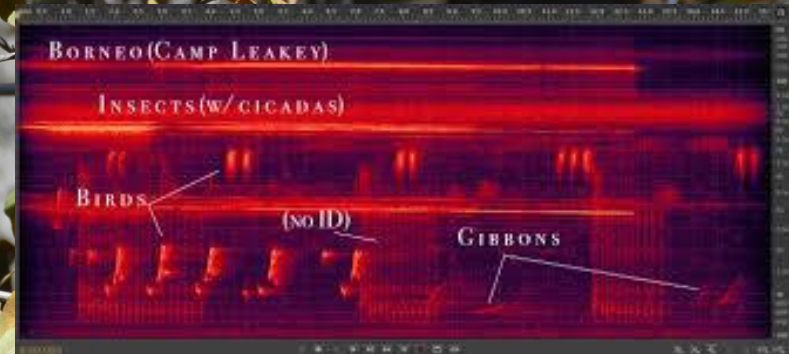 Borneo (Camp Leakey)
Insects (w/ cicadas)
Birds
(no ID)
Gibbons